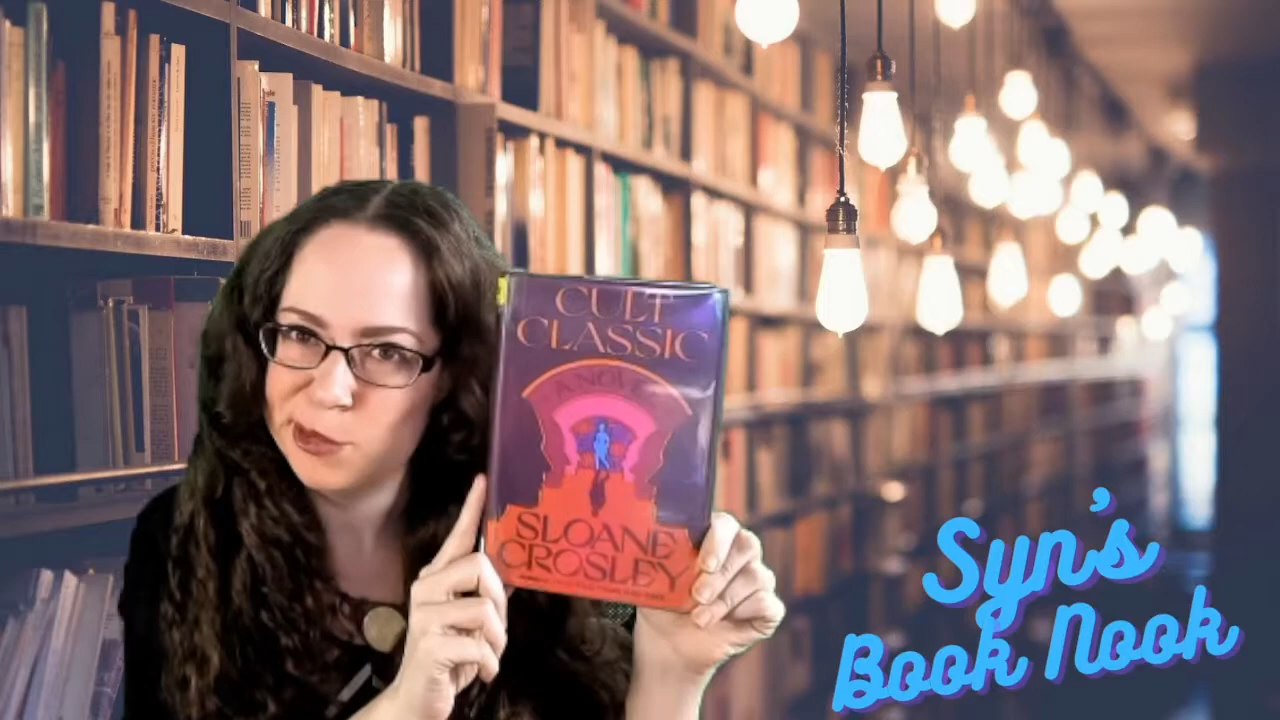 CULT
CLASSIC
A NOVEL
SLOANE
CROSLEY
Syn's
Book Nook